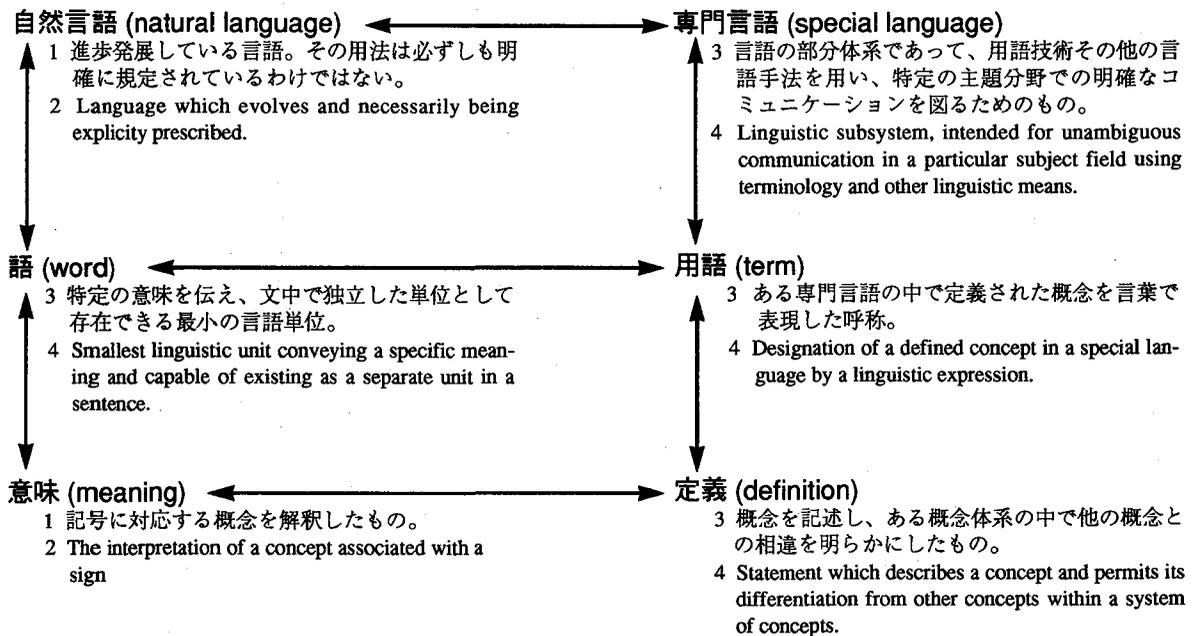 自然言語 (natural language)
1 進歩発展している言語。その用法は必ずしも明
確に規定されているわけではない。
2 Language which evolves and necessarily being
explicity prescribed.
専門言語 (special language)
3 言語の部分体系であって、用語技術その他の言
語手法を用い、特定の主題分野での明確なコ
ミュニケーションを図るためのもの。
4 Linguistic subsystem, intended for unambiguous
communication in a particular subject field using
terminology and other linguistic means.
語 (word)
3 特定の意味を伝え、文中で独立した単位として
存在できる最小の言語単位。
4 Smallest linguistic unit conveying a specific mean-
ing and capable of existing as a separate unit in a
sentence.
用語 (term)
3 ある専門言語の中で定義された概念を言葉で
表現した呼称。
4 Designation of a defined concept in a special lan-
guage by a linguistic expression.
意味 (meaning)
1 記号に対応する概念を解釈したもの。
2 The interpretation of a concept associated with a
sign
定義 (definition)
3 概念を記述し、ある概念体系の中で他の概念と
の相違を明らかにしたもの。
4 Statement which describes a concept and permits its
differentiation from other concepts within a system
of concepts.